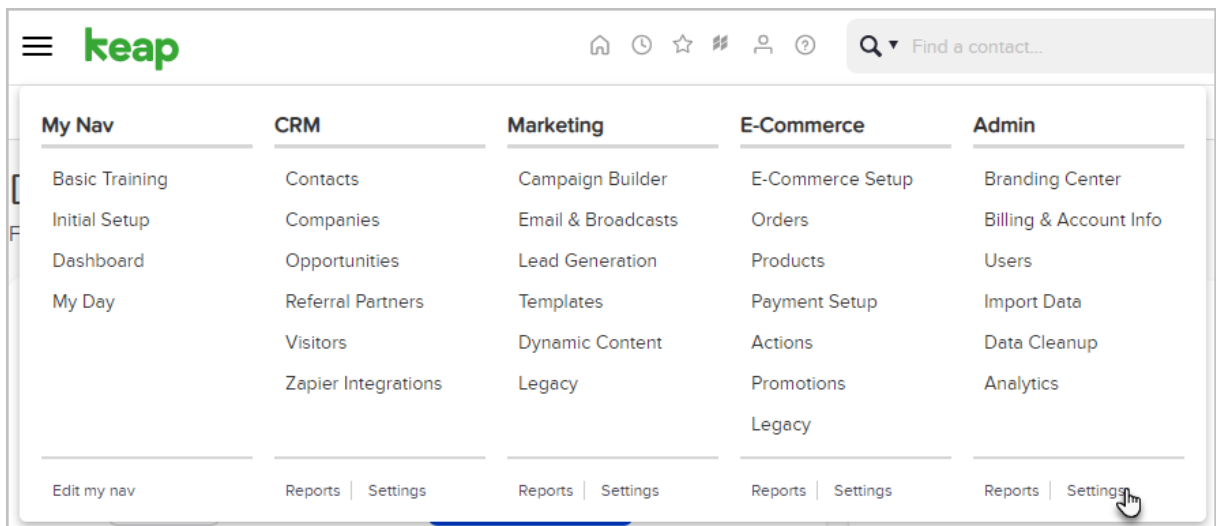 keap
Find a contact...
My Nav
Basic Training
Initial Setup
Dashboard
My Day
Edit my nav
CRM
Contacts
Companies
Opportunities
Referral Partners
Visitors
Zapier Integrations
Reports | Settings
Marketing
Campaign Builder
Email & Broadcasts
Lead Generation
Templates
Dynamic Content
Legacy
Reports | Settings
E-Commerce
E-Commerce Setup
Orders
Products
Payment Setup
Actions
Promotions
Legacy
Reports | Settings
Admin
Branding Center
Billing & Account Info
Users
Import Data
Data Cleanup
Analytics
Reports | Settings